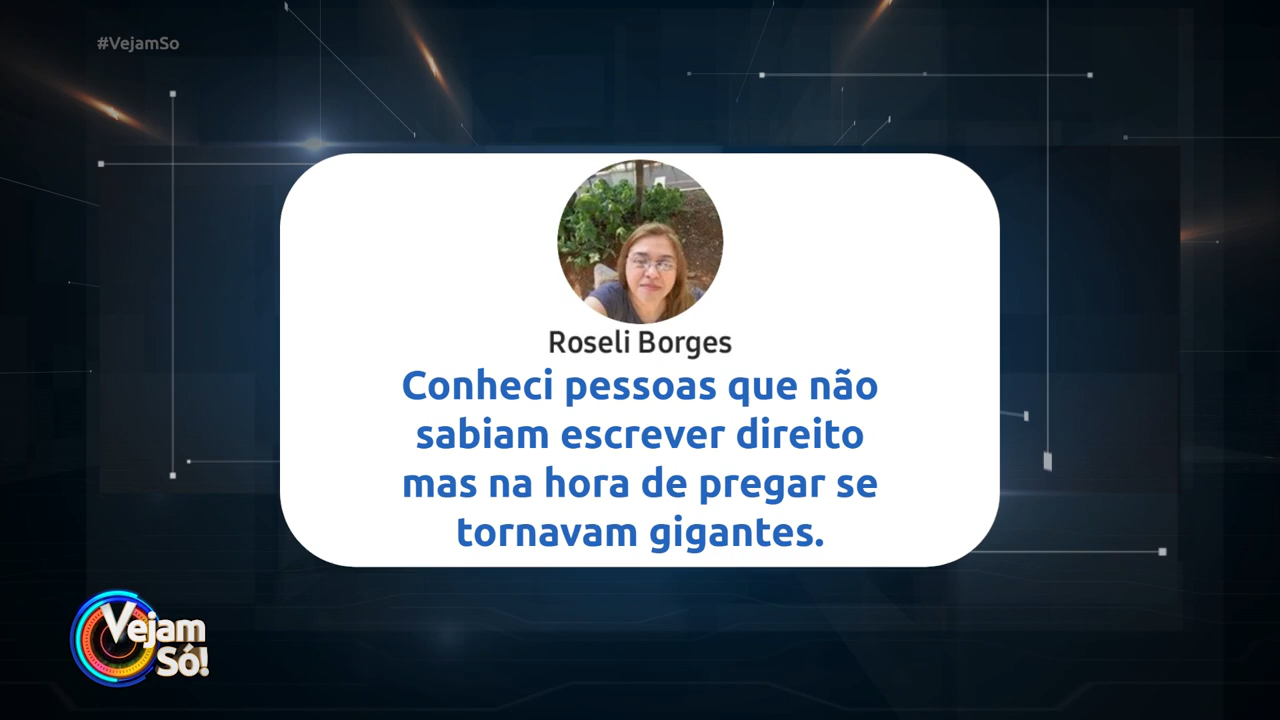 #VejamSo
Roseli Borges
Conheci pessoas que não
sabiam escrever direito
mas na hora de pregar se
tornavam gigantes.
Vejam
Só!